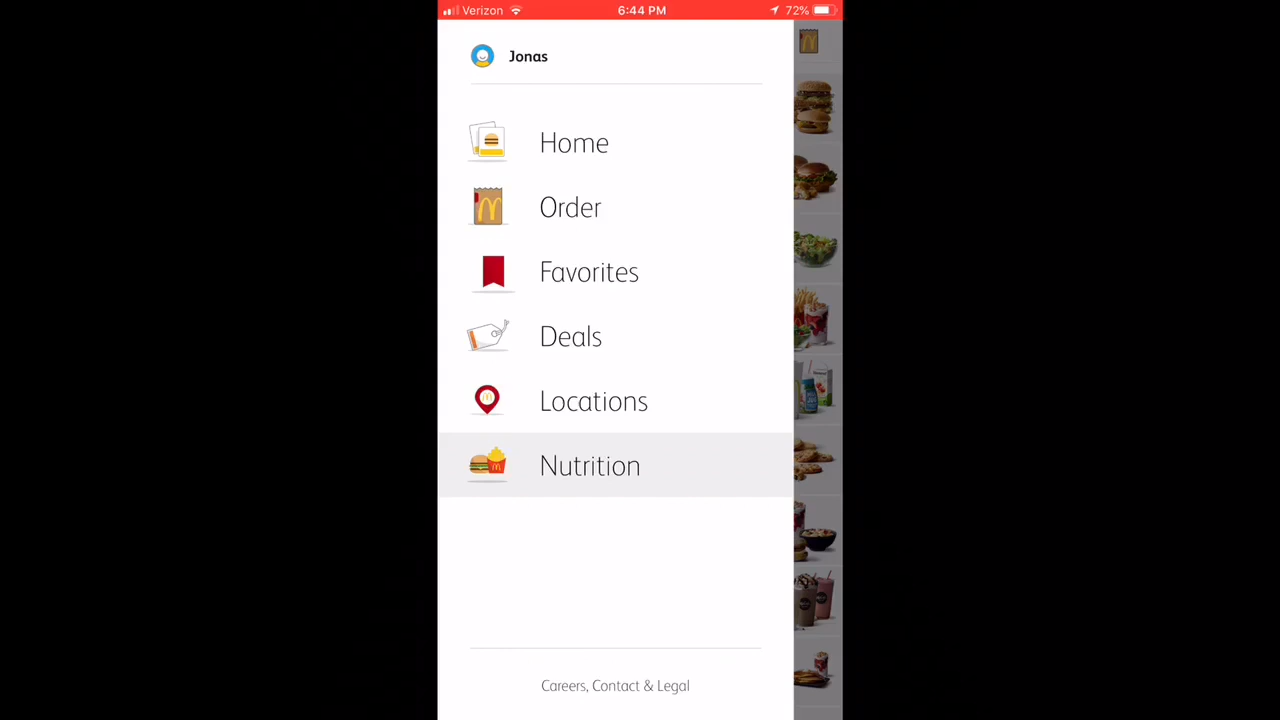 Verizon 6:44 PM 72%
Jonas
Home
Order
Favorites
Deals
Locations
Nutrition
Careers, Contact & Legal